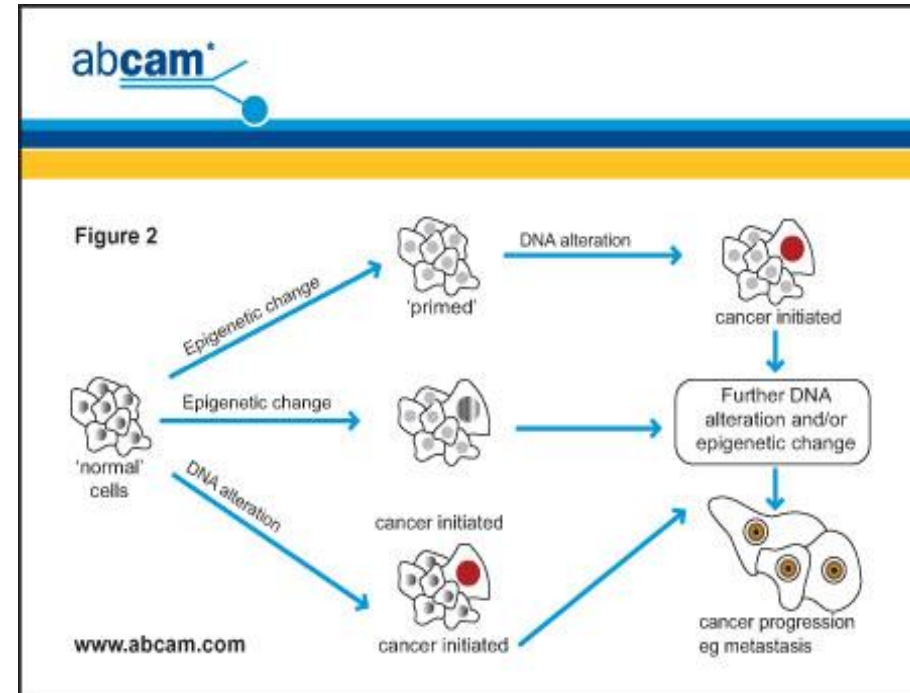 abcam*
Figure 2
Epigenetic change
'primed'
DNA alteration
cancer initiated
'normal'
cells
Epigenetic change
Further DNA
alteration and/or
epigenetic change
DNA alteration
cancer initiated
cancer initiated
cancer progression
eg metastasis
www.abcam.com